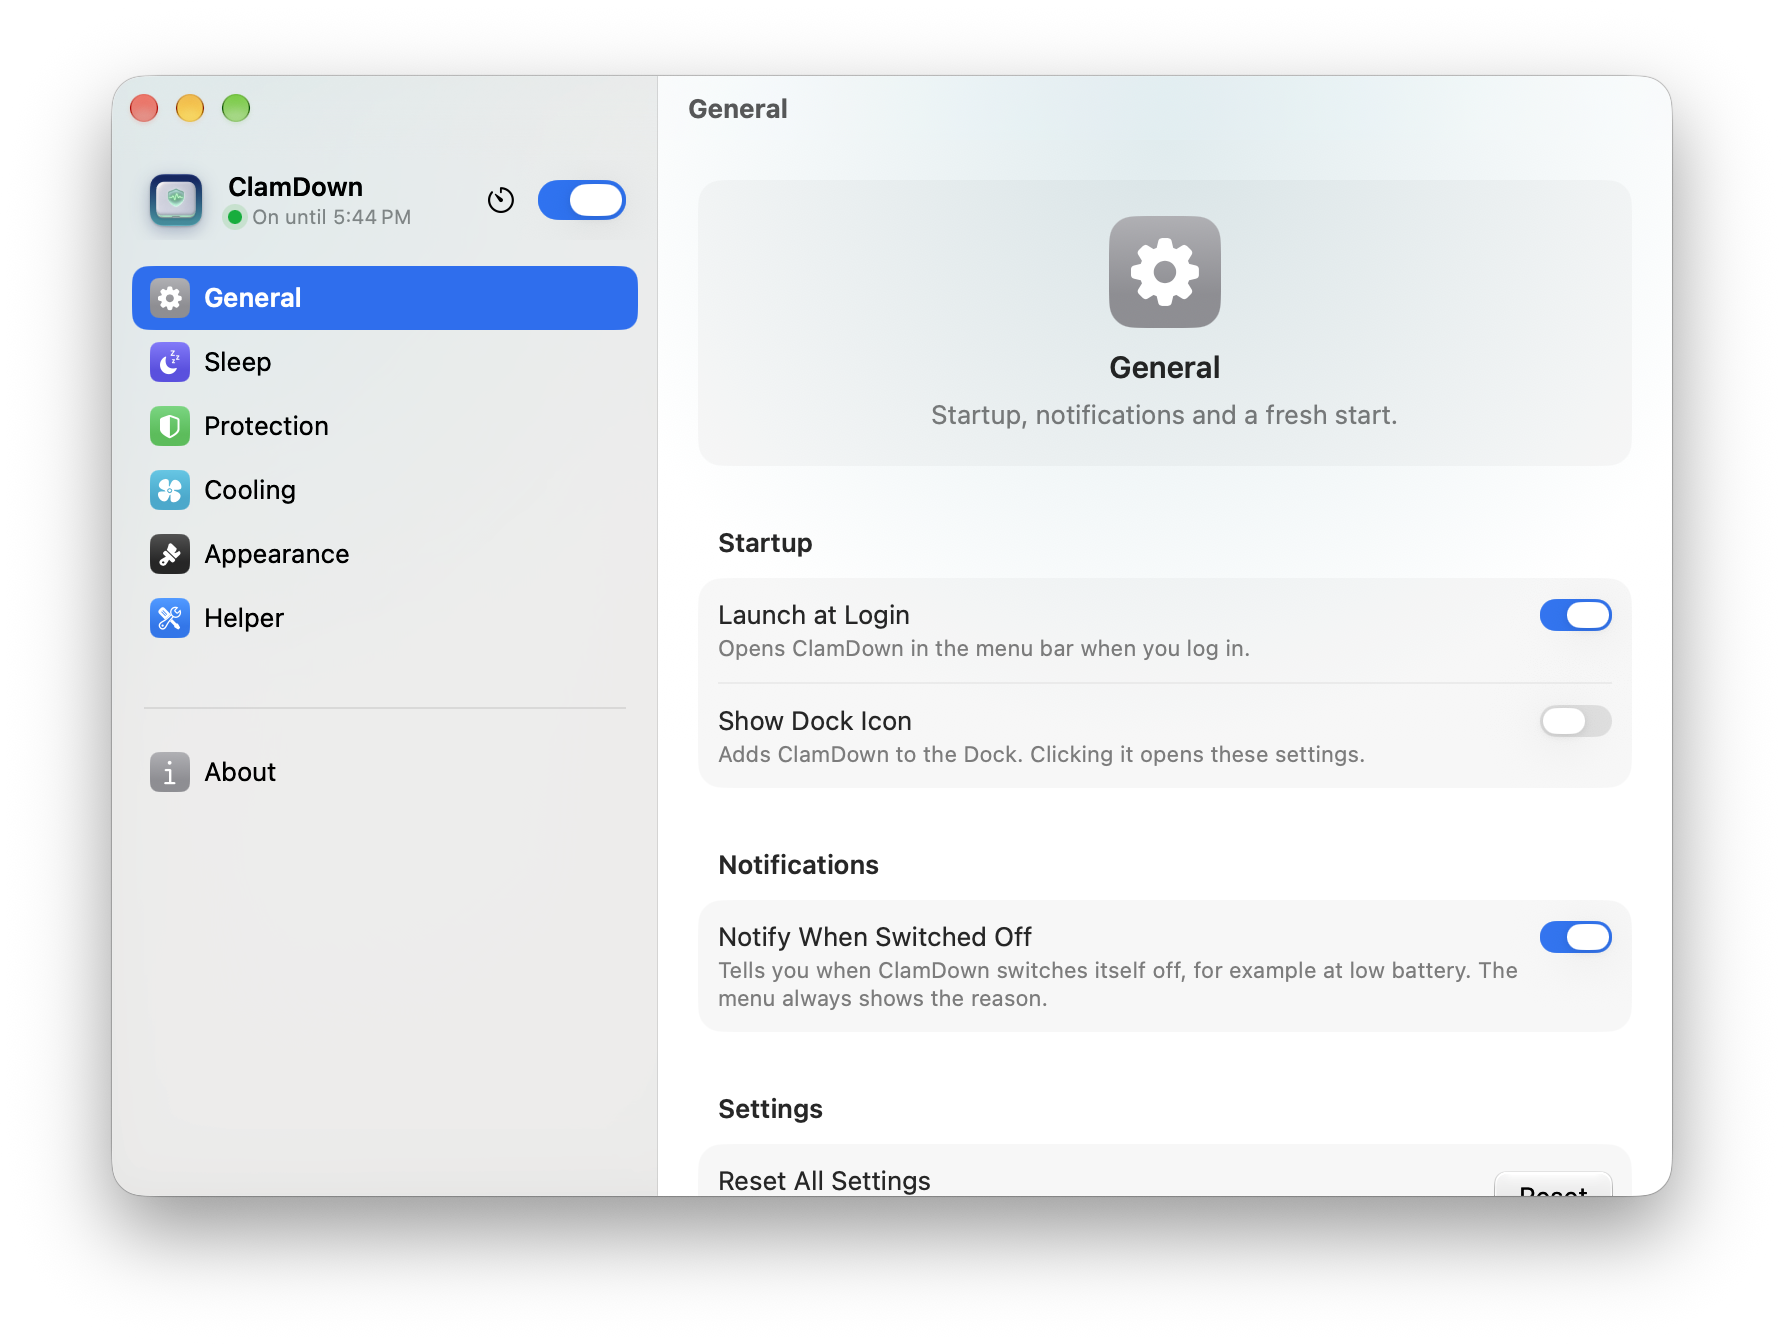 General
ClamDown
On until 5:44 PM
General
Sleep
Protection
Cooling
Appearance
Helper
About
General
Startup, notifications and a fresh start.
Startup
Launch at Login
Opens ClamDown in the menu bar when you log in.
Show Dock Icon
Adds ClamDown to the Dock. Clicking it opens these settings.
Notifications
Notify When Switched Off
Tells you when ClamDown switches itself off, for example at low battery. The
menu always shows the reason.
Settings
Reset All Settings
Reset